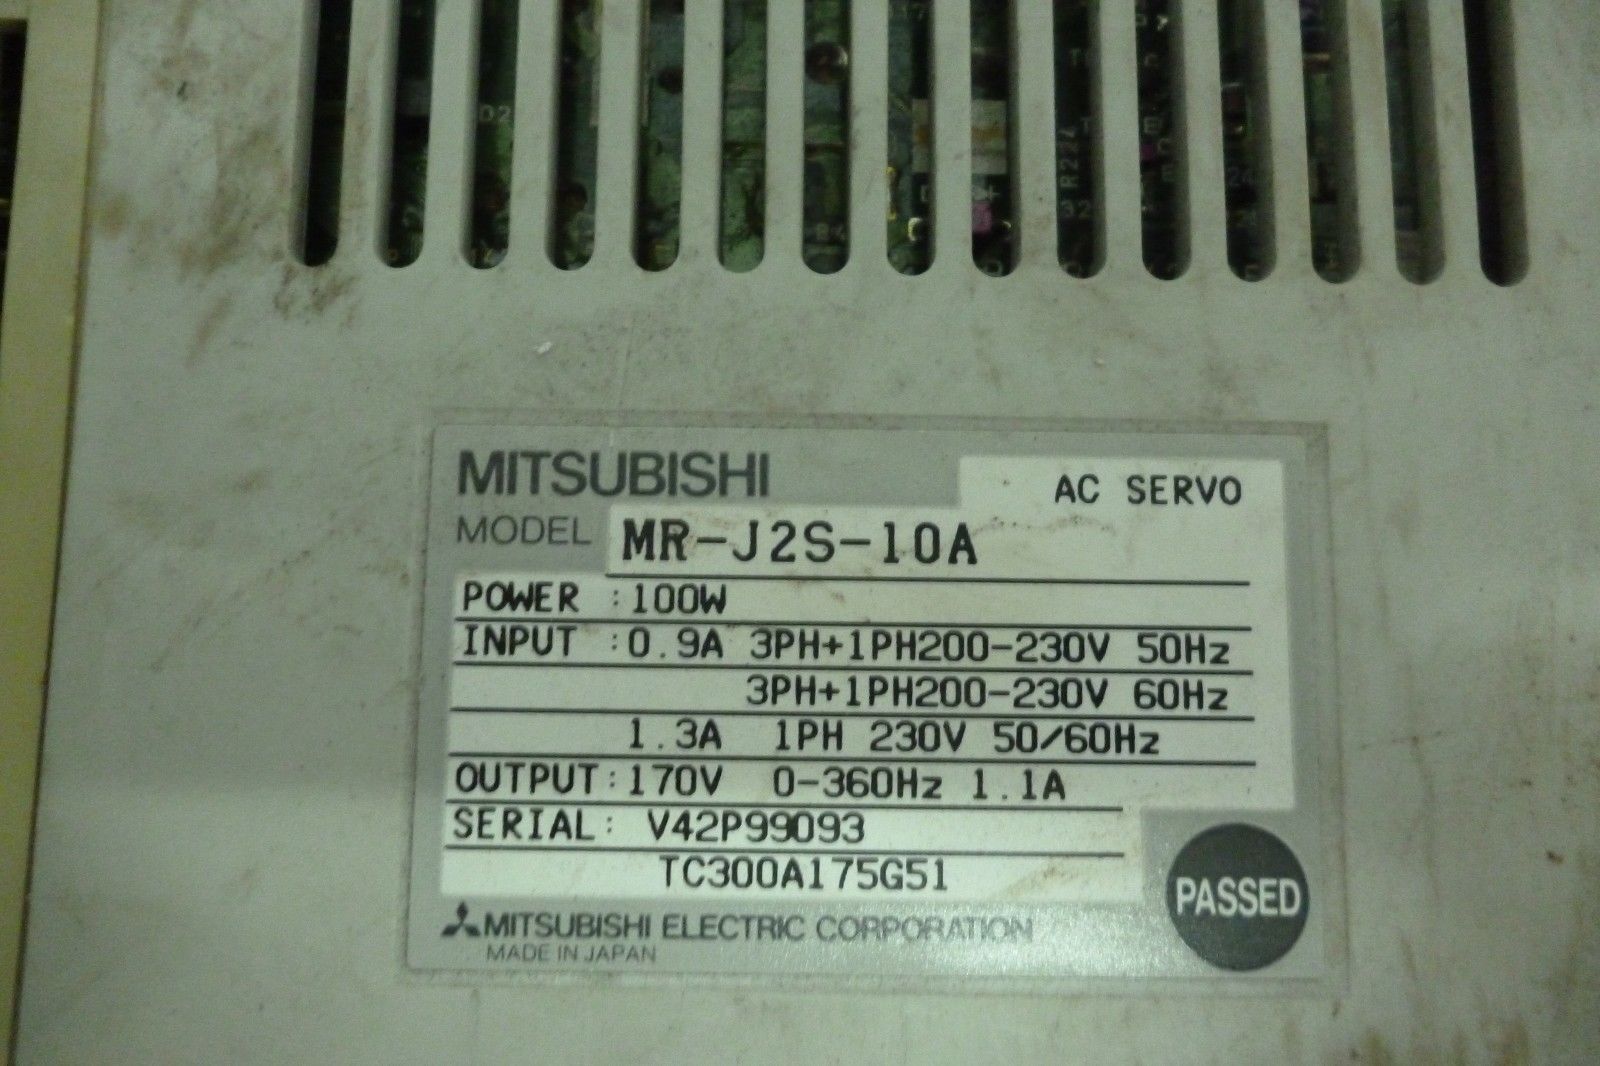 D2
R22
MITSUBISHI
AC SERVO
MODEL MR-J2S-10A
POWER :100W
INPUT :0.9A 3PH+1PH200-230V 50Hz
3PH+1PH200-230V 60Hz
1.3A 1PH 230V 50/60Hz
OUTPUT:170V 0-360Hz 1.1A
SERIAL: V42P99093
TC300A175G51
PASSED
MITSUBISHI ELECTRIC CORPORATION
MADE IN JAPAN